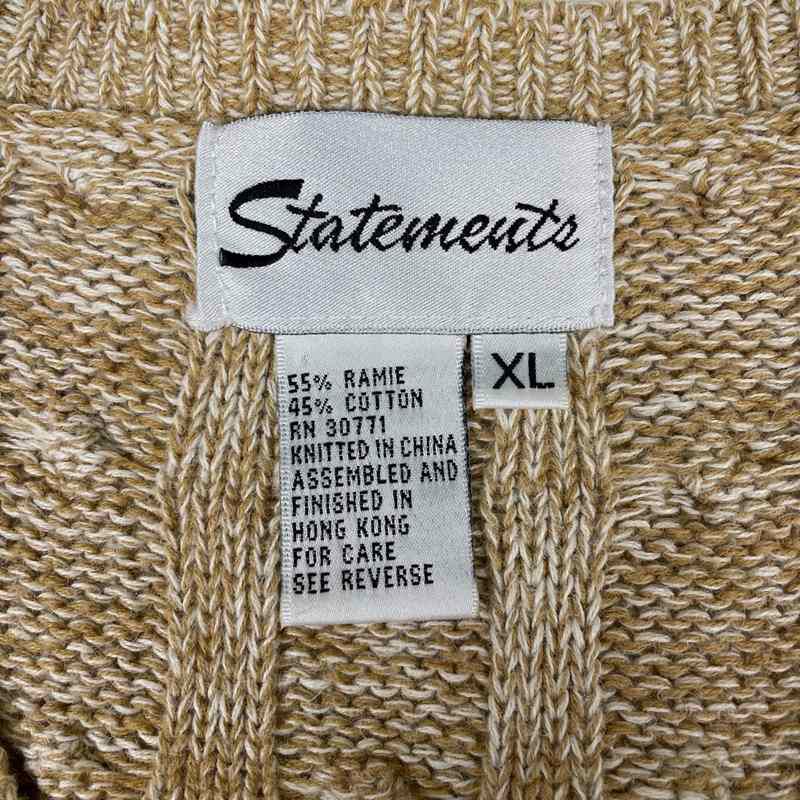 Statements
XL
55% RAMIE
45% COTTON
RN 30771
KNITTED IN CHINA
ASSEMBLED AND
FINISHED IN
HONG KONG
FOR CARE
SEE REVERSE